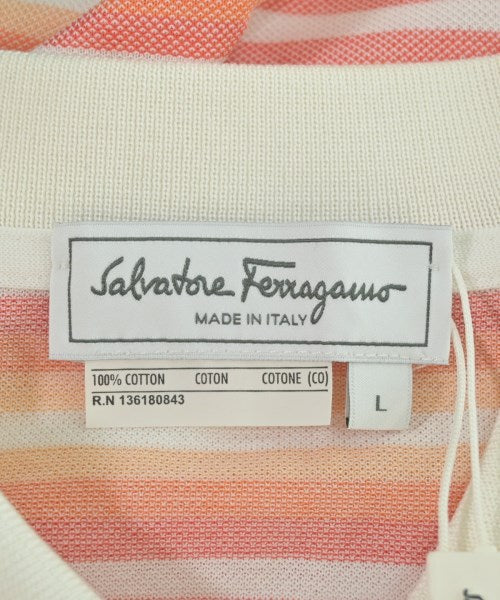 Salvatore Ferragamo
MADE IN ITALY
100% COTTON COTON COTONE (CO)
R.N 136180843
L